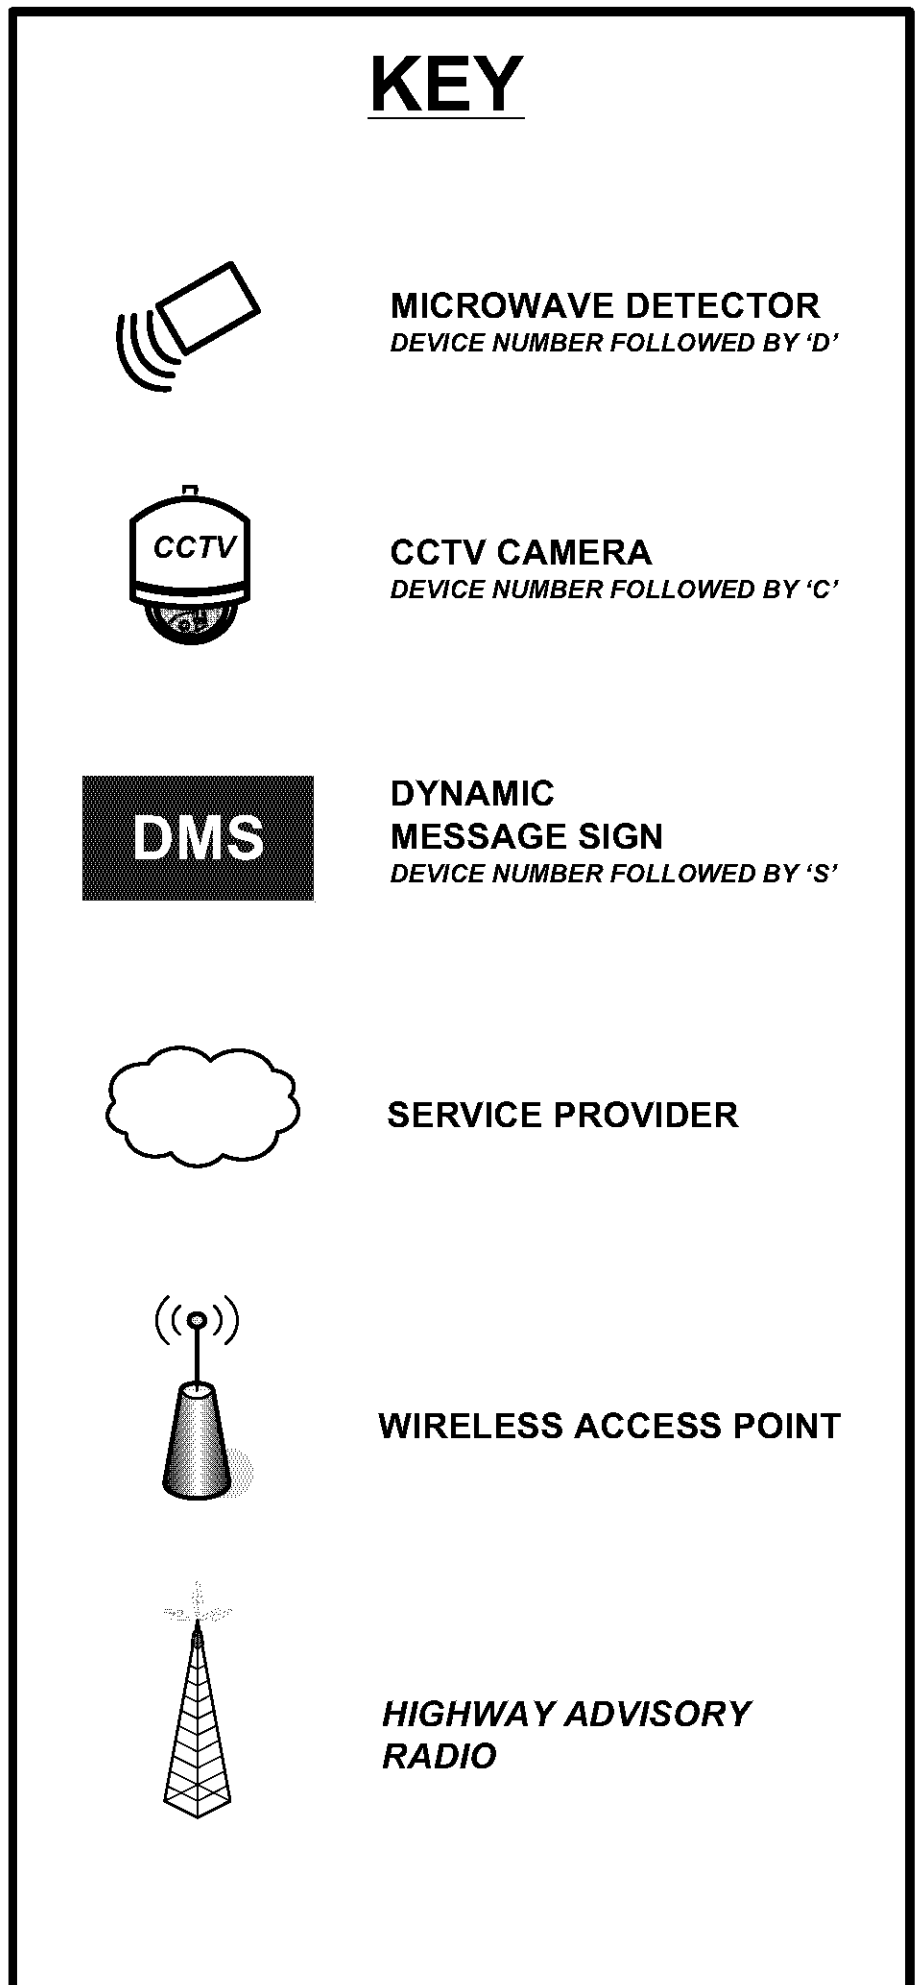 KEY
MICROWAVE DETECTOR
DEVICE NUMBER FOLLOWED BY ‘D’
CCTV
CCTV CAMERA
DEVICE NUMBER FOLLOWED BY ‘C’
DMS
DYNAMIC
MESSAGE SIGN
DEVICE NUMBER FOLLOWED BY ‘S’
SERVICE PROVIDER
WIRELESS ACCESS POINT
HIGHWAY ADVISORY
RADIO